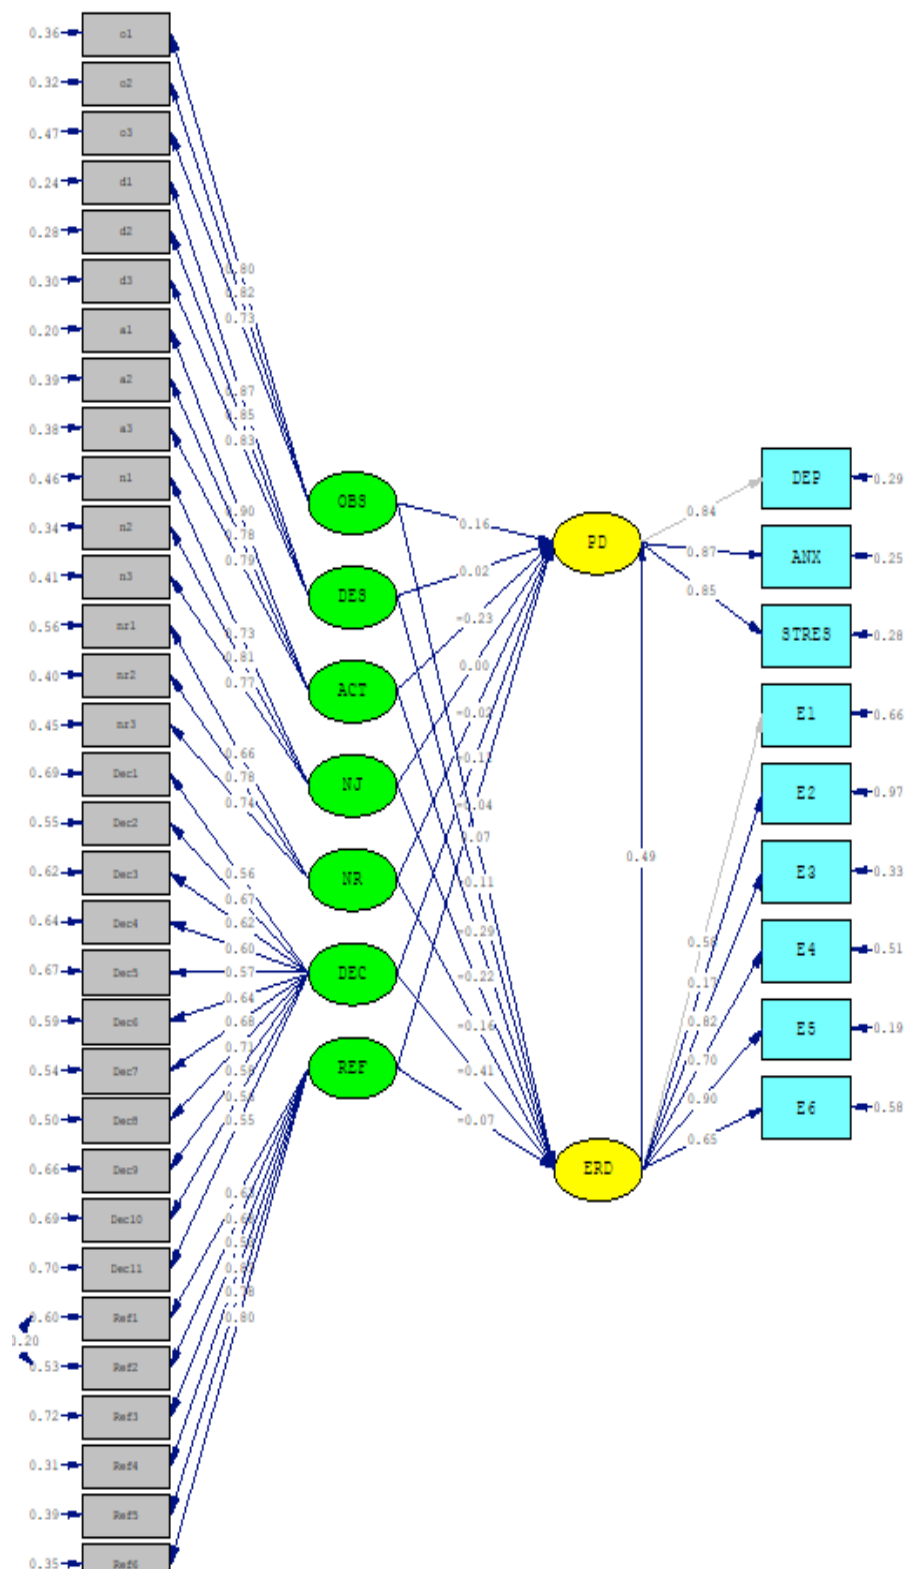 0.36 o1
0.32 o2
0.47 o3
0.24 d1
0.28 d2
0.30 d3
0.20 a1
0.39 a2
0.38 a3
0.46 n1
0.34 n2
0.41 n3
0.56 nr1
0.40 nr2
0.45 nr3
0.69 Dec1
0.55 Dec2
0.62 Dec3
0.64 Dec4
0.67 Dec5
0.59 Dec6
0.54 Dec7
0.50 Dec8
0.66 Dec9
0.69 Dec10
0.70 Dec11
0.60 Ref1
0.20
0.53 Ref2
0.72 Ref3
0.31 Ref4
0.39 Ref5
0.35 Ref6
0.80
0.82
0.73
0.87
0.85
0.83
0.90
0.78
0.79
0.73
0.81
0.77
0.66
0.78
0.74
0.56
0.67
0.62
0.60
0.57
0.64
0.68
0.71
0.55
0.78
0.80
OBS
DES
ACT
NJ
NR
DEC
REF
0.16
0.02
-0.23
0.00
-0.02
-0.04
0.07
-0.11
-0.29
-0.22
-0.16
-0.41
-0.07
PD
ERD
0.49
0.84
0.87
0.85
0.17
0.82
0.70
0.90
0.65
DEP 0.29
ANX 0.25
STRES 0.28
E1 0.66
E2 0.97
E3 0.33
E4 0.51
E5 0.19
E6 0.58